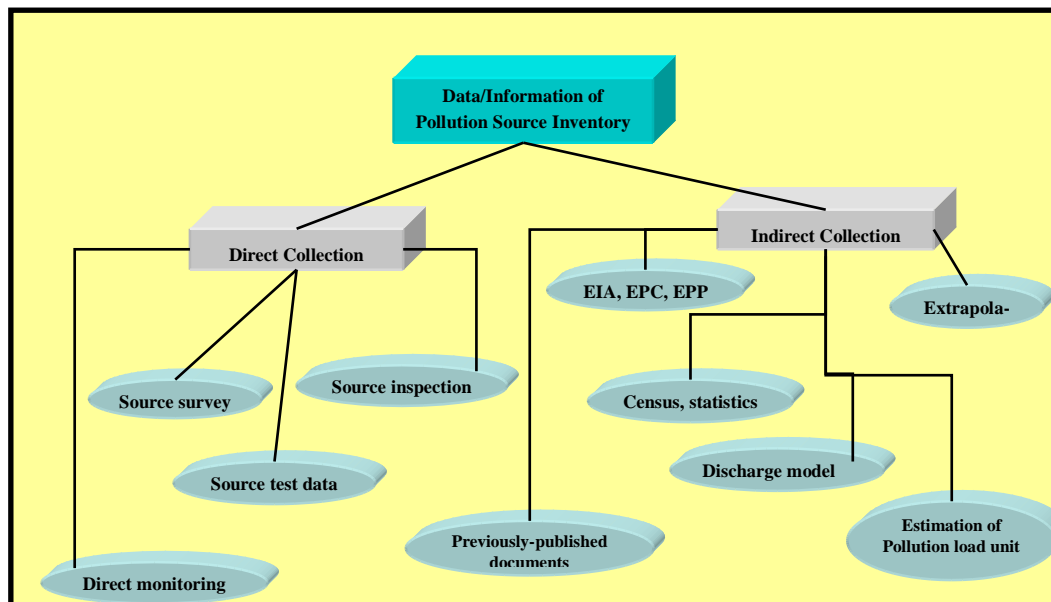 Data/Information of
Pollution Source Inventory
Direct Collection
Indirect Collection
EIA, EPC, EPP
Extrapola-
Source survey
Source inspection
Census, statistics
Source test data
Discharge model
Previously-published
documents
Estimation of
Pollution load unit
Direct monitoring